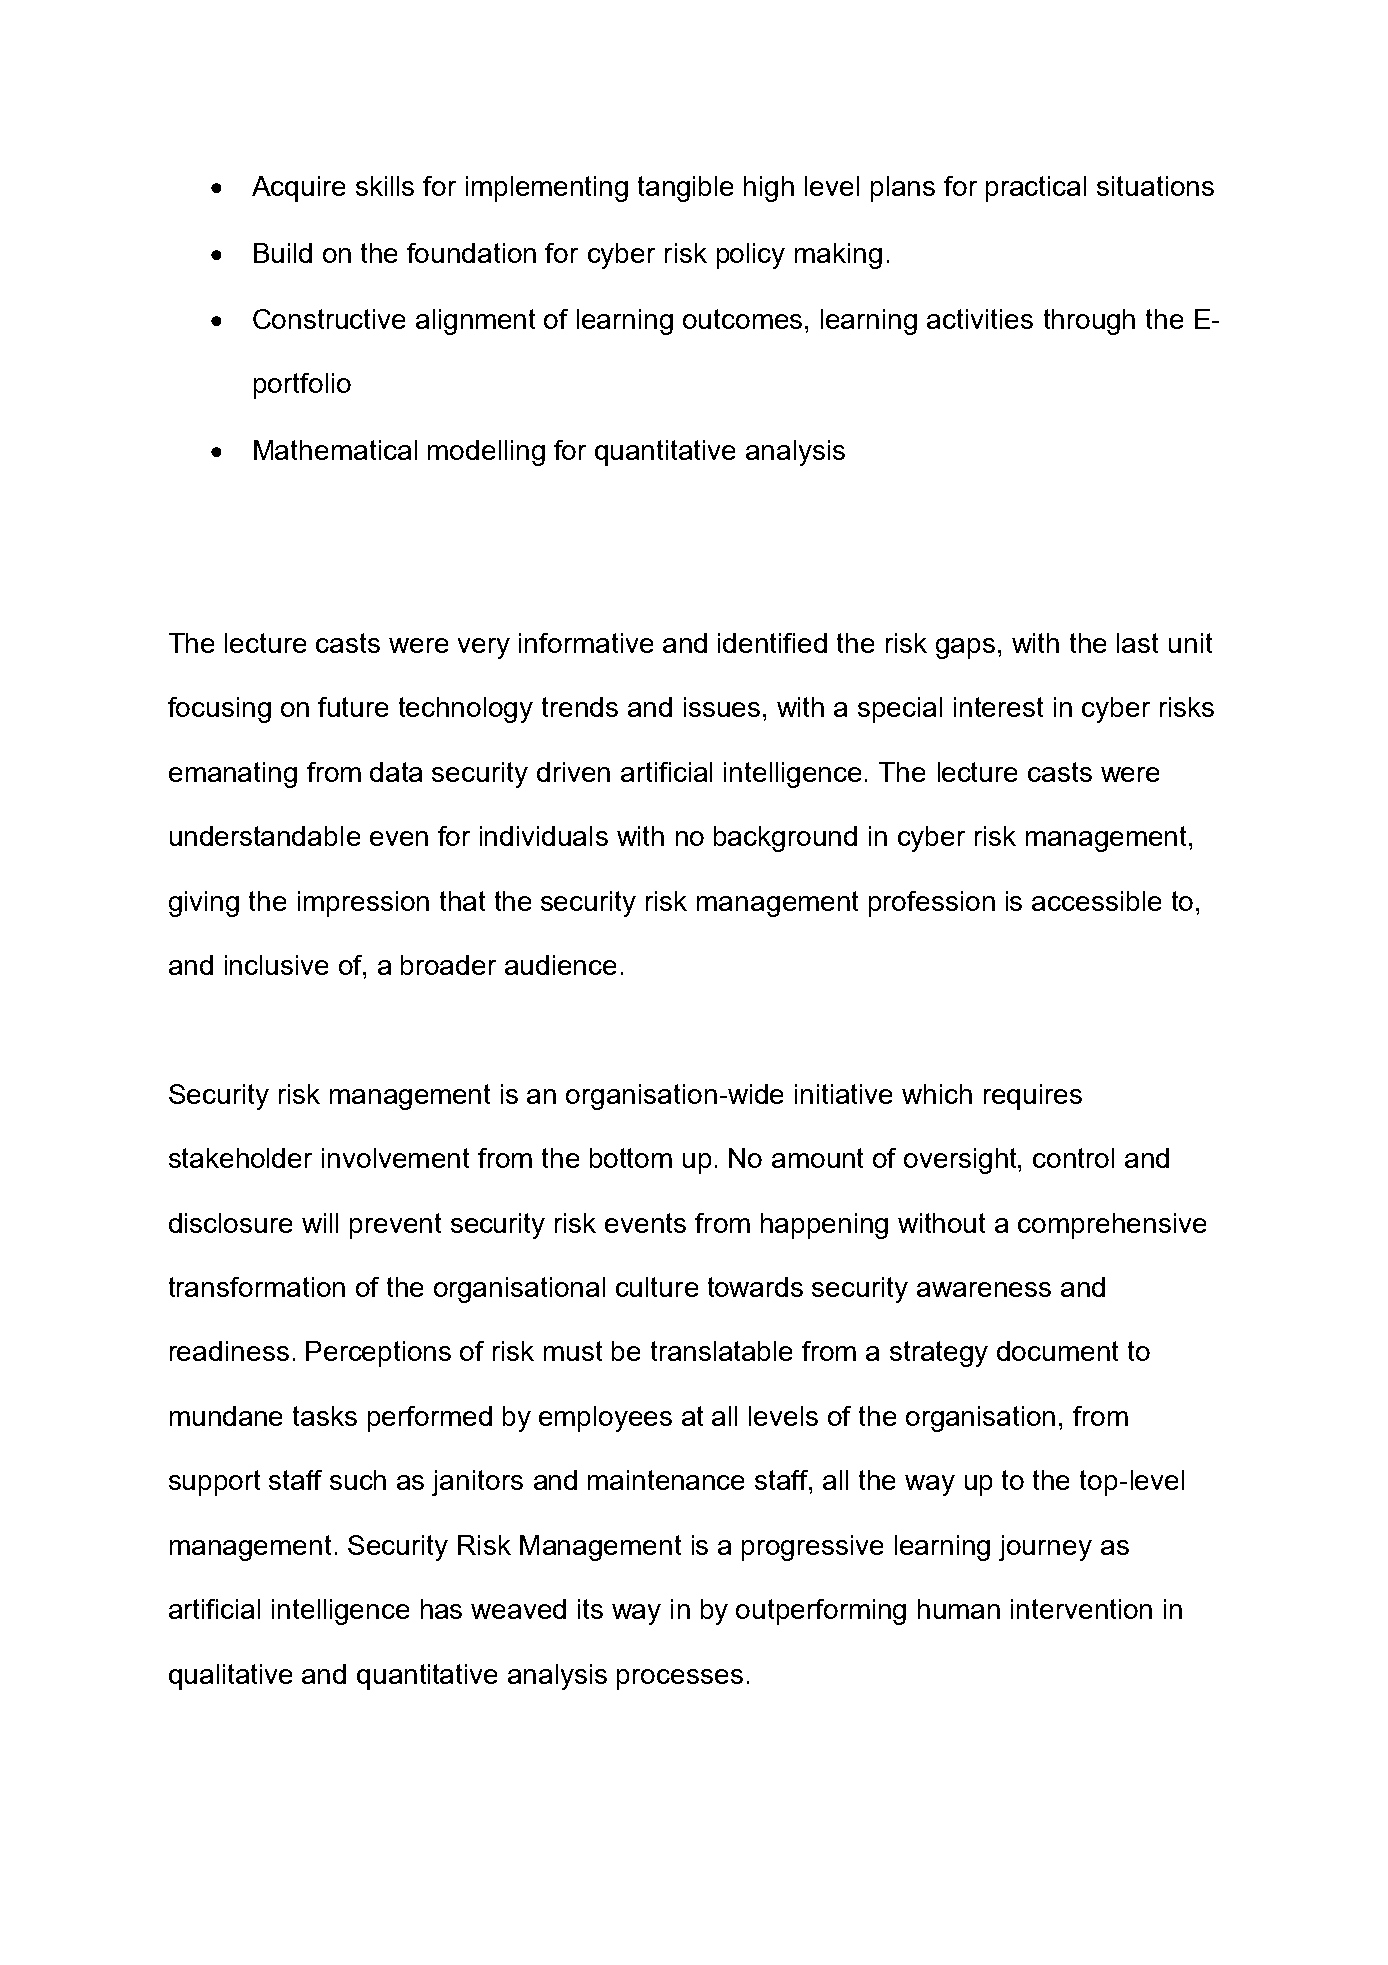 • Acquire skills for implementing tangible high level plans for practical situations
• Build on the foundation for cyber risk policy making.
• Constructive alignment of learning outcomes, learning activities through the E-
portfolio
• Mathematical modelling for quantitative analysis
The lecture casts were very informative and identified the risk gaps, with the last unit
focusing on future technology trends and issues, with a special interest in cyber risks
emanating from data security driven artificial intelligence. The lecture casts were
understandable even for individuals with no background in cyber risk management,
giving the impression that the security risk management profession is accessible to,
and inclusive of, a broader audience.
Security risk management is an organisation-wide initiative which requires
stakeholder involvement from the bottom up. No amount of oversight, control and
disclosure will prevent security risk events from happening without a comprehensive
transformation of the organisational culture towards security awareness and
readiness. Perceptions of risk must be translatable from a strategy document to
mundane tasks performed by employees at all levels of the organisation, from
support staff such as janitors and maintenance staff, all the way up to the top-level
management. Security Risk Management is a progressive learning journey as
artificial intelligence has weaved its way in by outperforming human intervention in
qualitative and quantitative analysis processes.